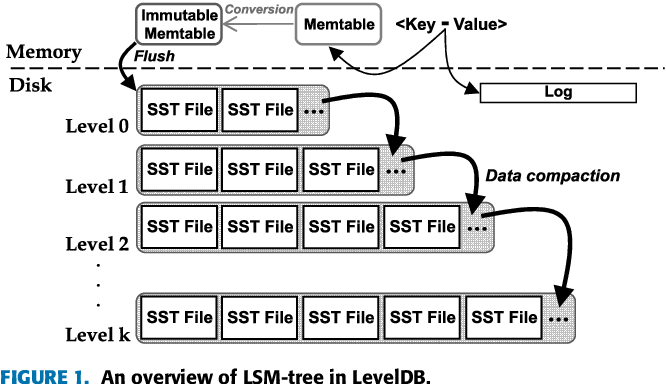 Immutable
Memtable
Conversion
Memtable
<Key - Value>
Memory
Flush
Disk
Log
SST File SST File ...
Level 0
SST File SST File SST File ...
Level 1
Data compaction
SST File SST File SST File SST File ...
Level 2
.
.
.
SST File SST File SST File SST File SST File ...
Level k
FIGURE 1. An overview of LSM-tree in LevelDB.